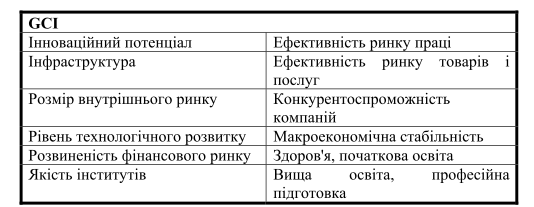 GCI
Інноваційний потенціал Ефективність ринку праці
Інфраструктура Ефективність ринку товарів і
послуг
Розмір внутрішнього ринку Конкурентоспроможність
компаній
Рівень технологічного розвитку Макроекономічна стабільність
Розвиненість фінансового ринку Здоров'я, початкова освіта
Якість інститутів Вища освіта, професійна
підготовка